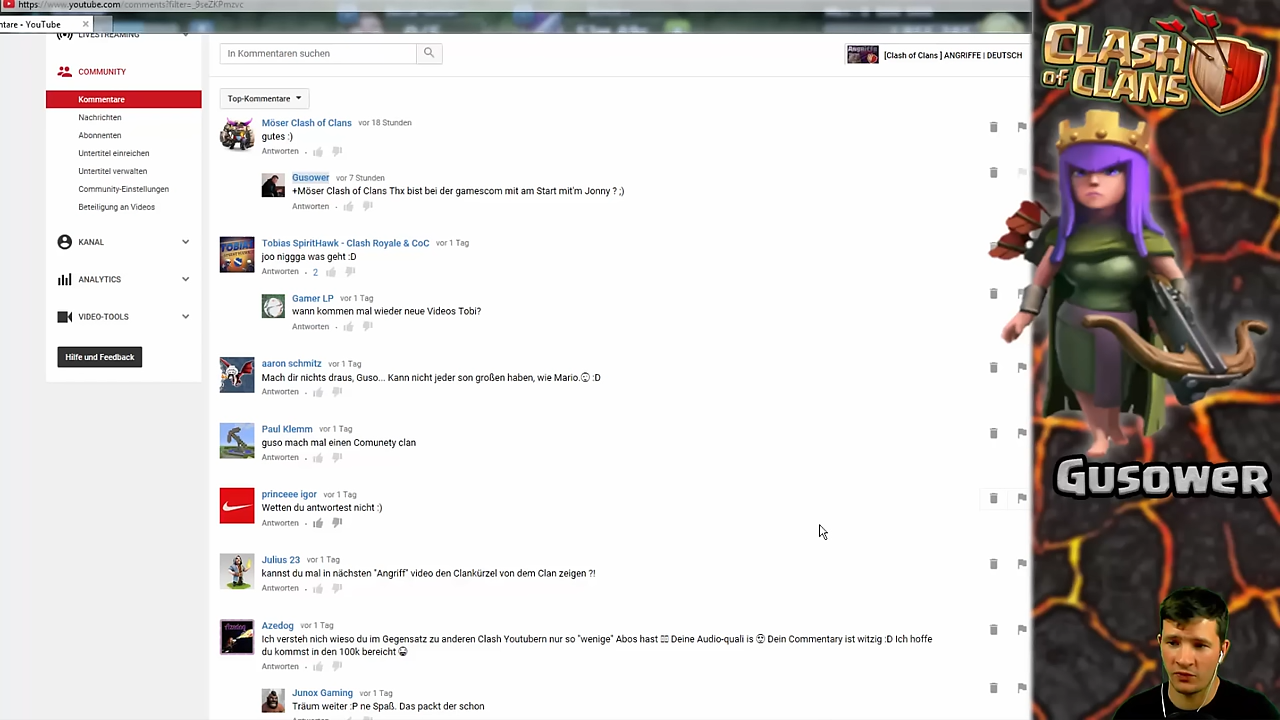 https://www.youtube.com/comments?filter=_9seZKPmzvc
ntare • YouTube
LIVESTREAMING
COMMUNITY
Kommentare
Nachrichten
Abonnenten
Untertitel einreichen
Untertitel verwalten
Community-Einstellungen
Beteiligung an Videos
KANAL
ANALYTICS
VIDEO-TOOLS
Hilfe und Feedback
In Kommentaren suchen
[Clash of Clans ] ANGRIFFE | DEUTSCH
Top-Kommentare
Möser Clash of Clans vor 18 Stunden
gutes :)
Antworten
Gusower vor 7 Stunden
+Möser Clash of Clans Thx bist bei der gamescom mit am Start mit'm Jonny ? ;)
Antworten
Tobias SpiritHawk - Clash Royale & CoC vor 1 Tag
joo niggga was geht :D
Antworten 2
Gamer LP vor 1 Tag
wann kommen mal wieder neue Videos Tobi?
Antworten
aaron schmitz vor 1 Tag
Mach dir nichts draus, Guso... Kann nicht jeder son großen haben, wie Mario. :D
Antworten
Paul Klemm vor 1 Tag
guso mach mal einen Comunety clan
Antworten
princeee igor vor 1 Tag
Wetten du antwortest nicht :)
Antworten
Julius 23 vor 1 Tag
kannst du mal in nächsten "Angriff" video den Clankürzel von dem Clan zeigen ?!
Antworten
Azedog vor 1 Tag
Ich versteh nich wieso du im Gegensatz zu anderen Clash Youtubern nur so "wenige" Abos hast Deine Audio-quali is Dein Commentary ist witzig :D Ich hoffe
du kommst in den 100k bereicht
Antworten
Junox Gaming vor 1 Tag
Träum weiter :P ne Spaß. Das packt der schon
CLASH
OF CLANS
GUSOWER